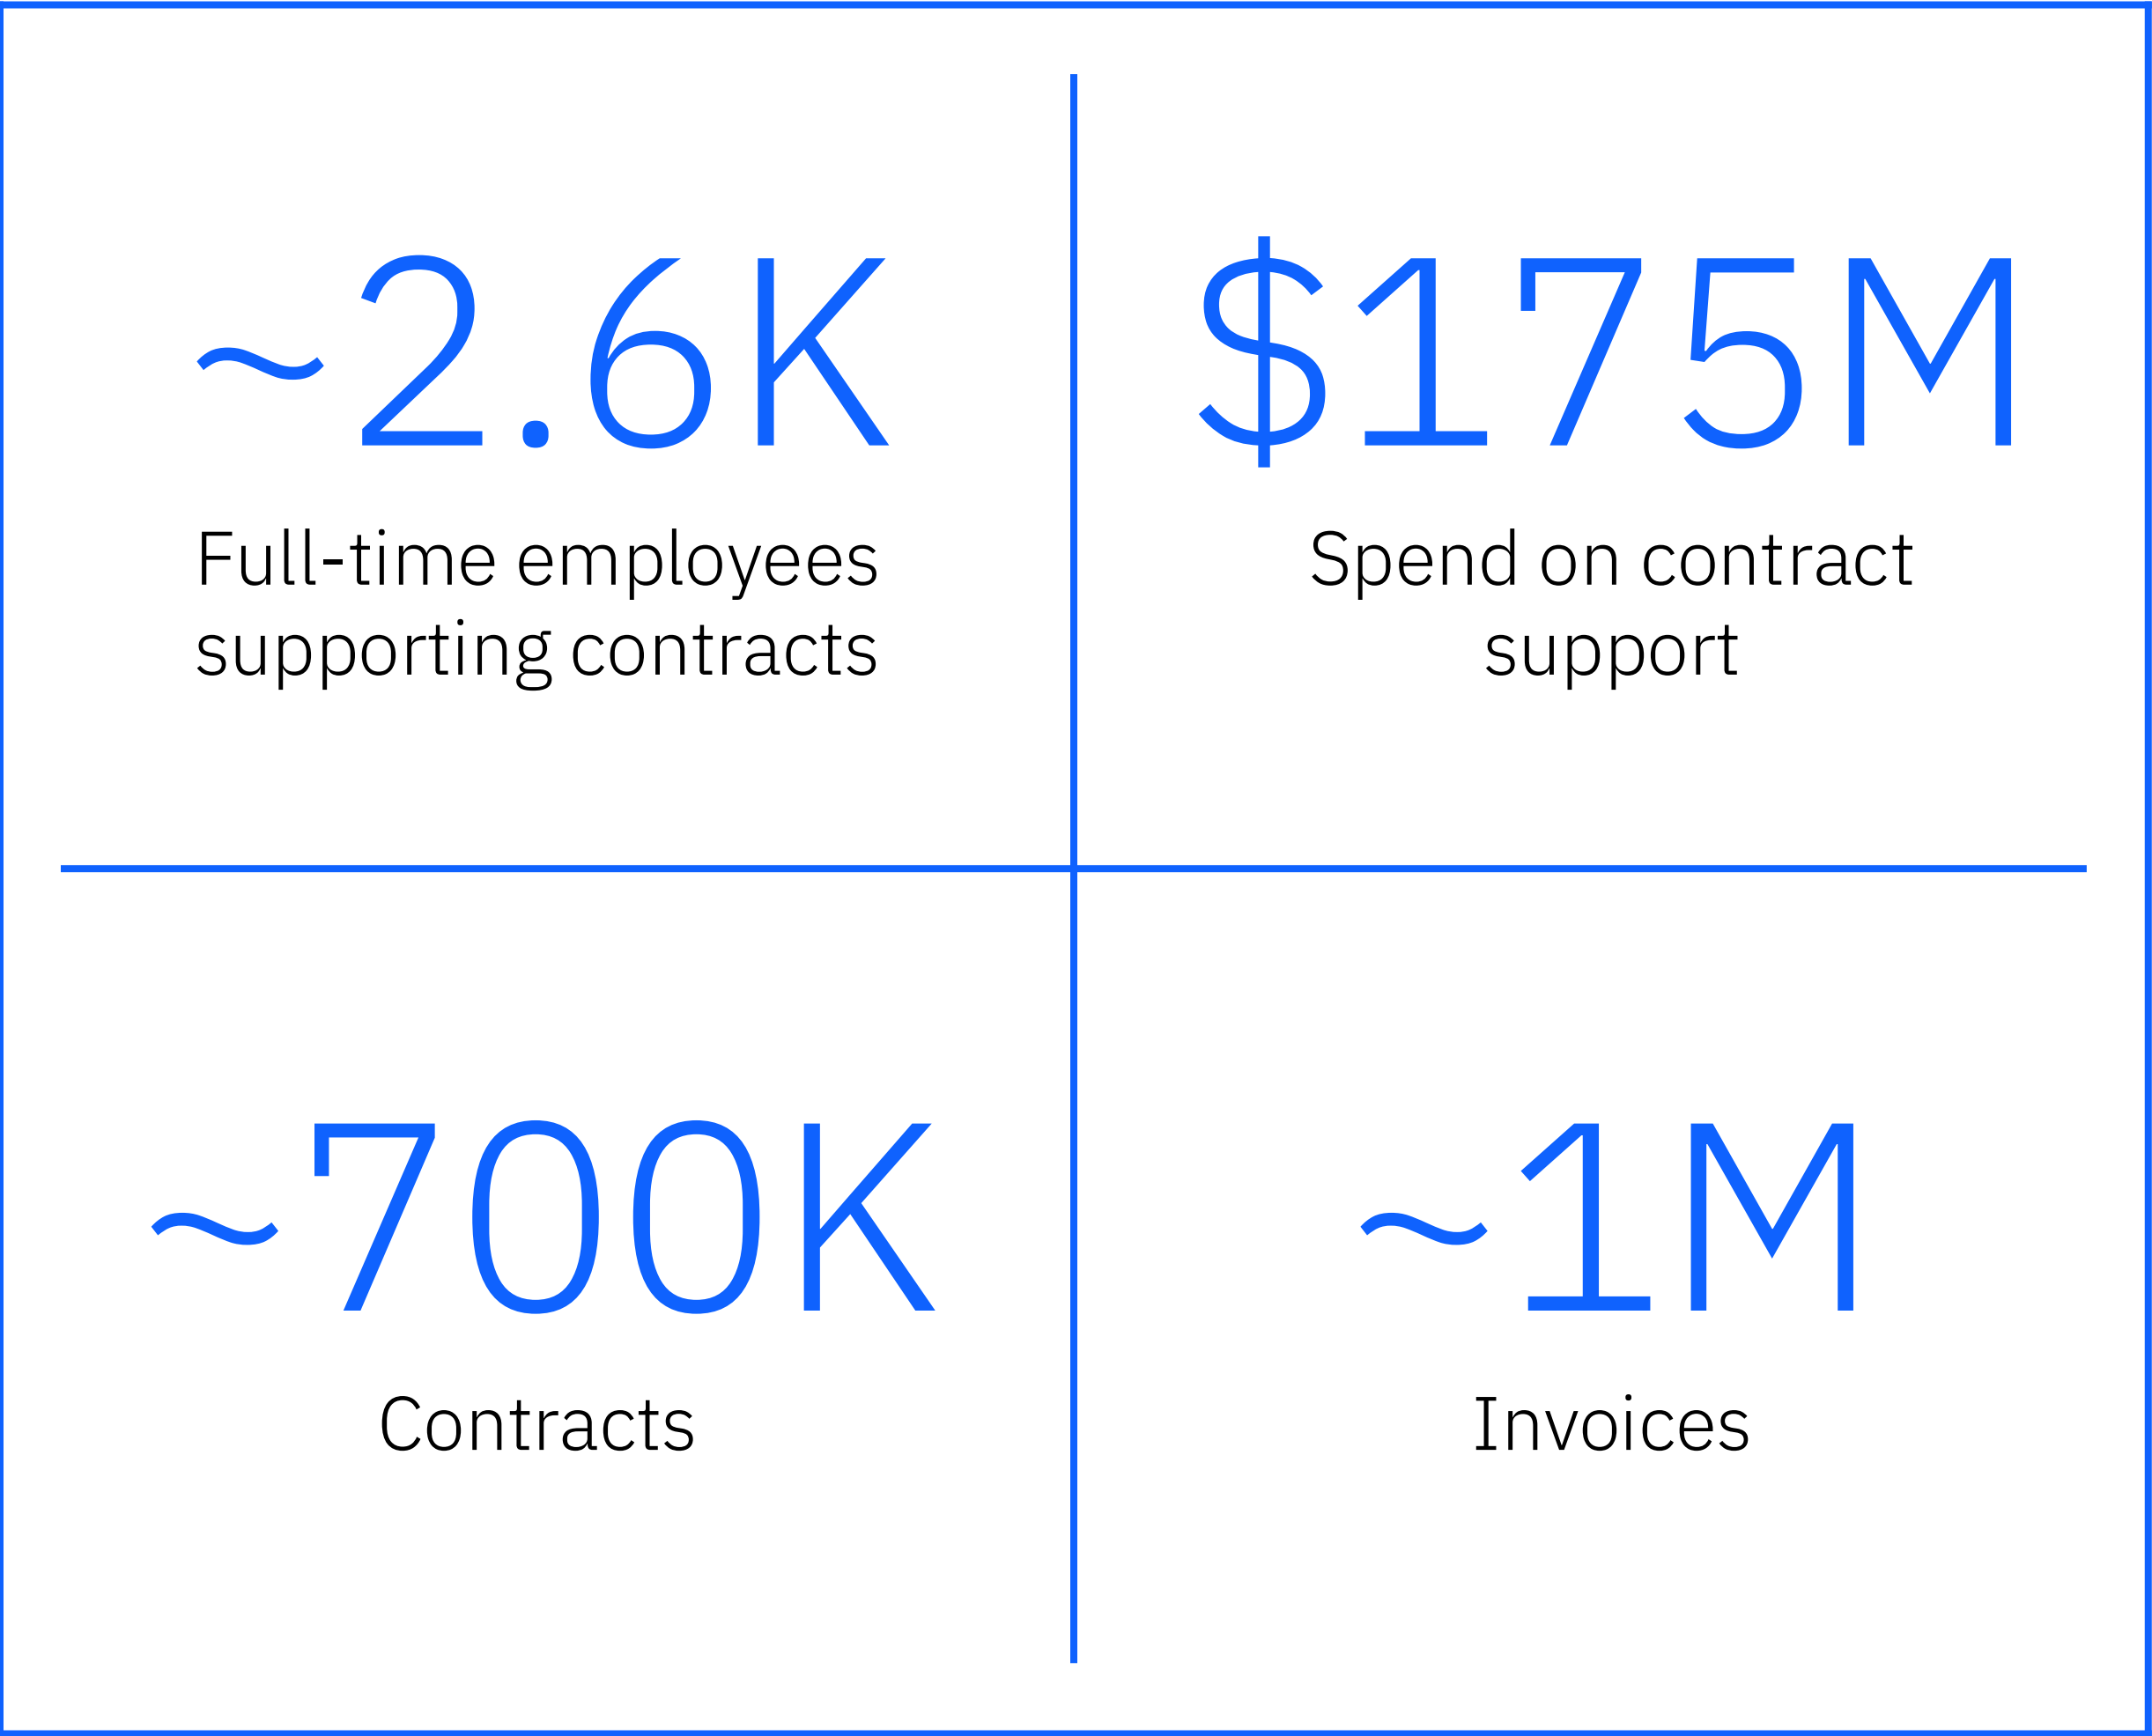 ~2.6K
Full-time employees
supporting contracts
$175M
Spend on contract
support
~700K
Contracts
~1M
Invoices